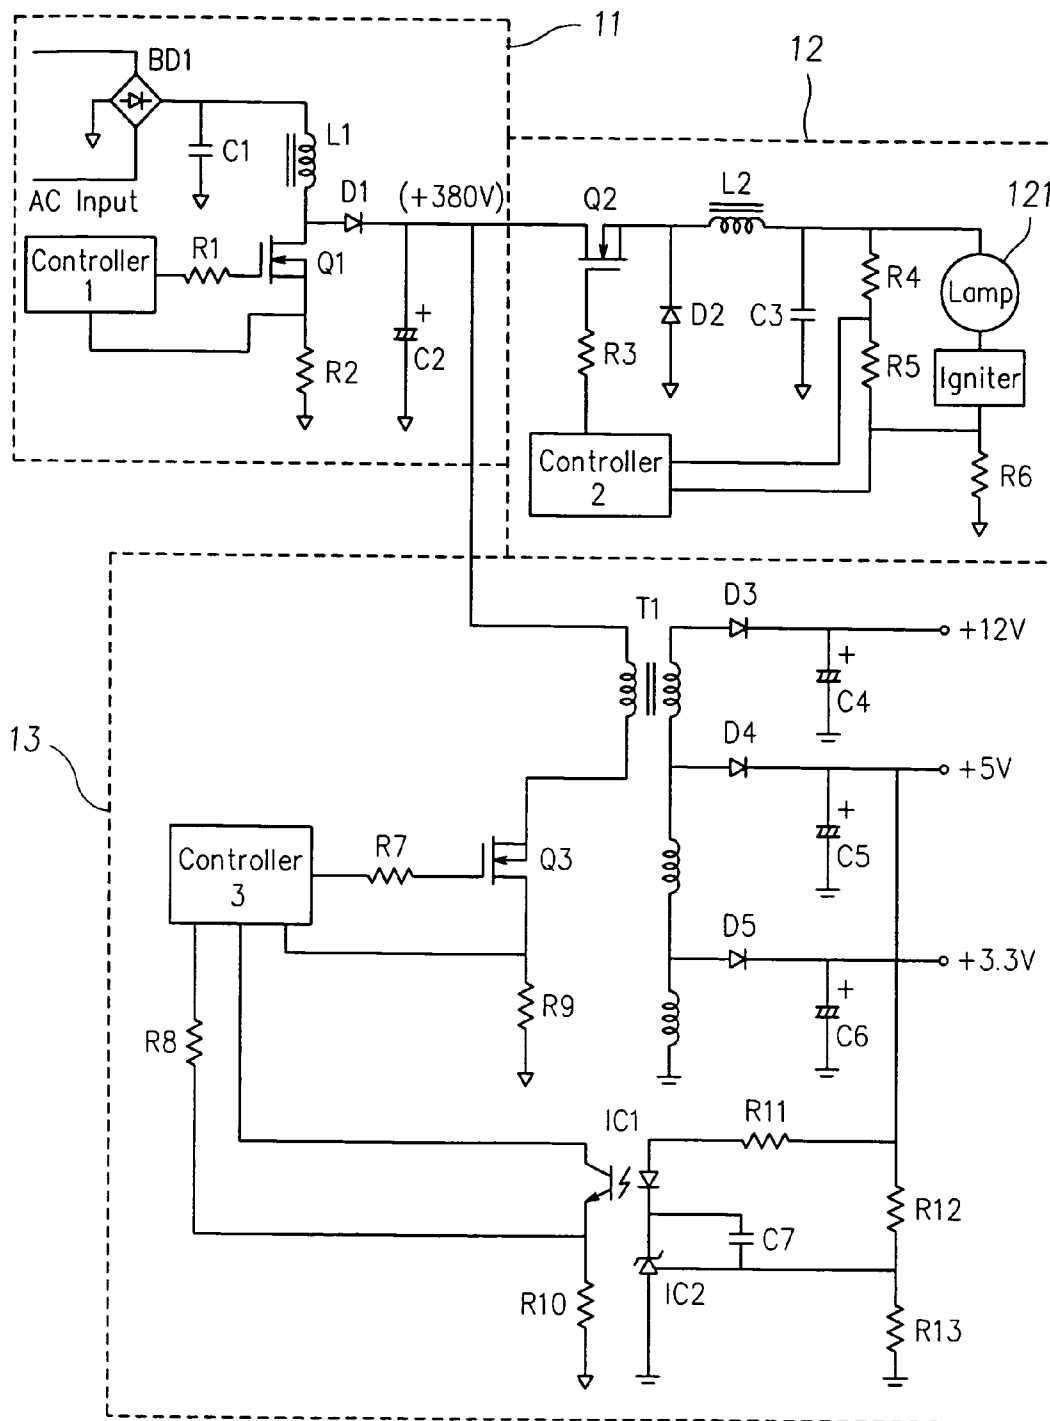 11
12
BD1
L1
C1
AC Input
D1
(+380V)
Q2
L2
121
Controller
1
R1
Q1
+
C2
R2
R3
D2
C3
R4
R5
Lamp
Igniter
R6
Controller
2
13
T1
D3
+12V
+
C4
D4
+5V
+
C5
Controller
3
R7
Q3
D5
+3.3V
+
C6
R8
R9
IC1
R11
R12
C7
IC2
R10
R13